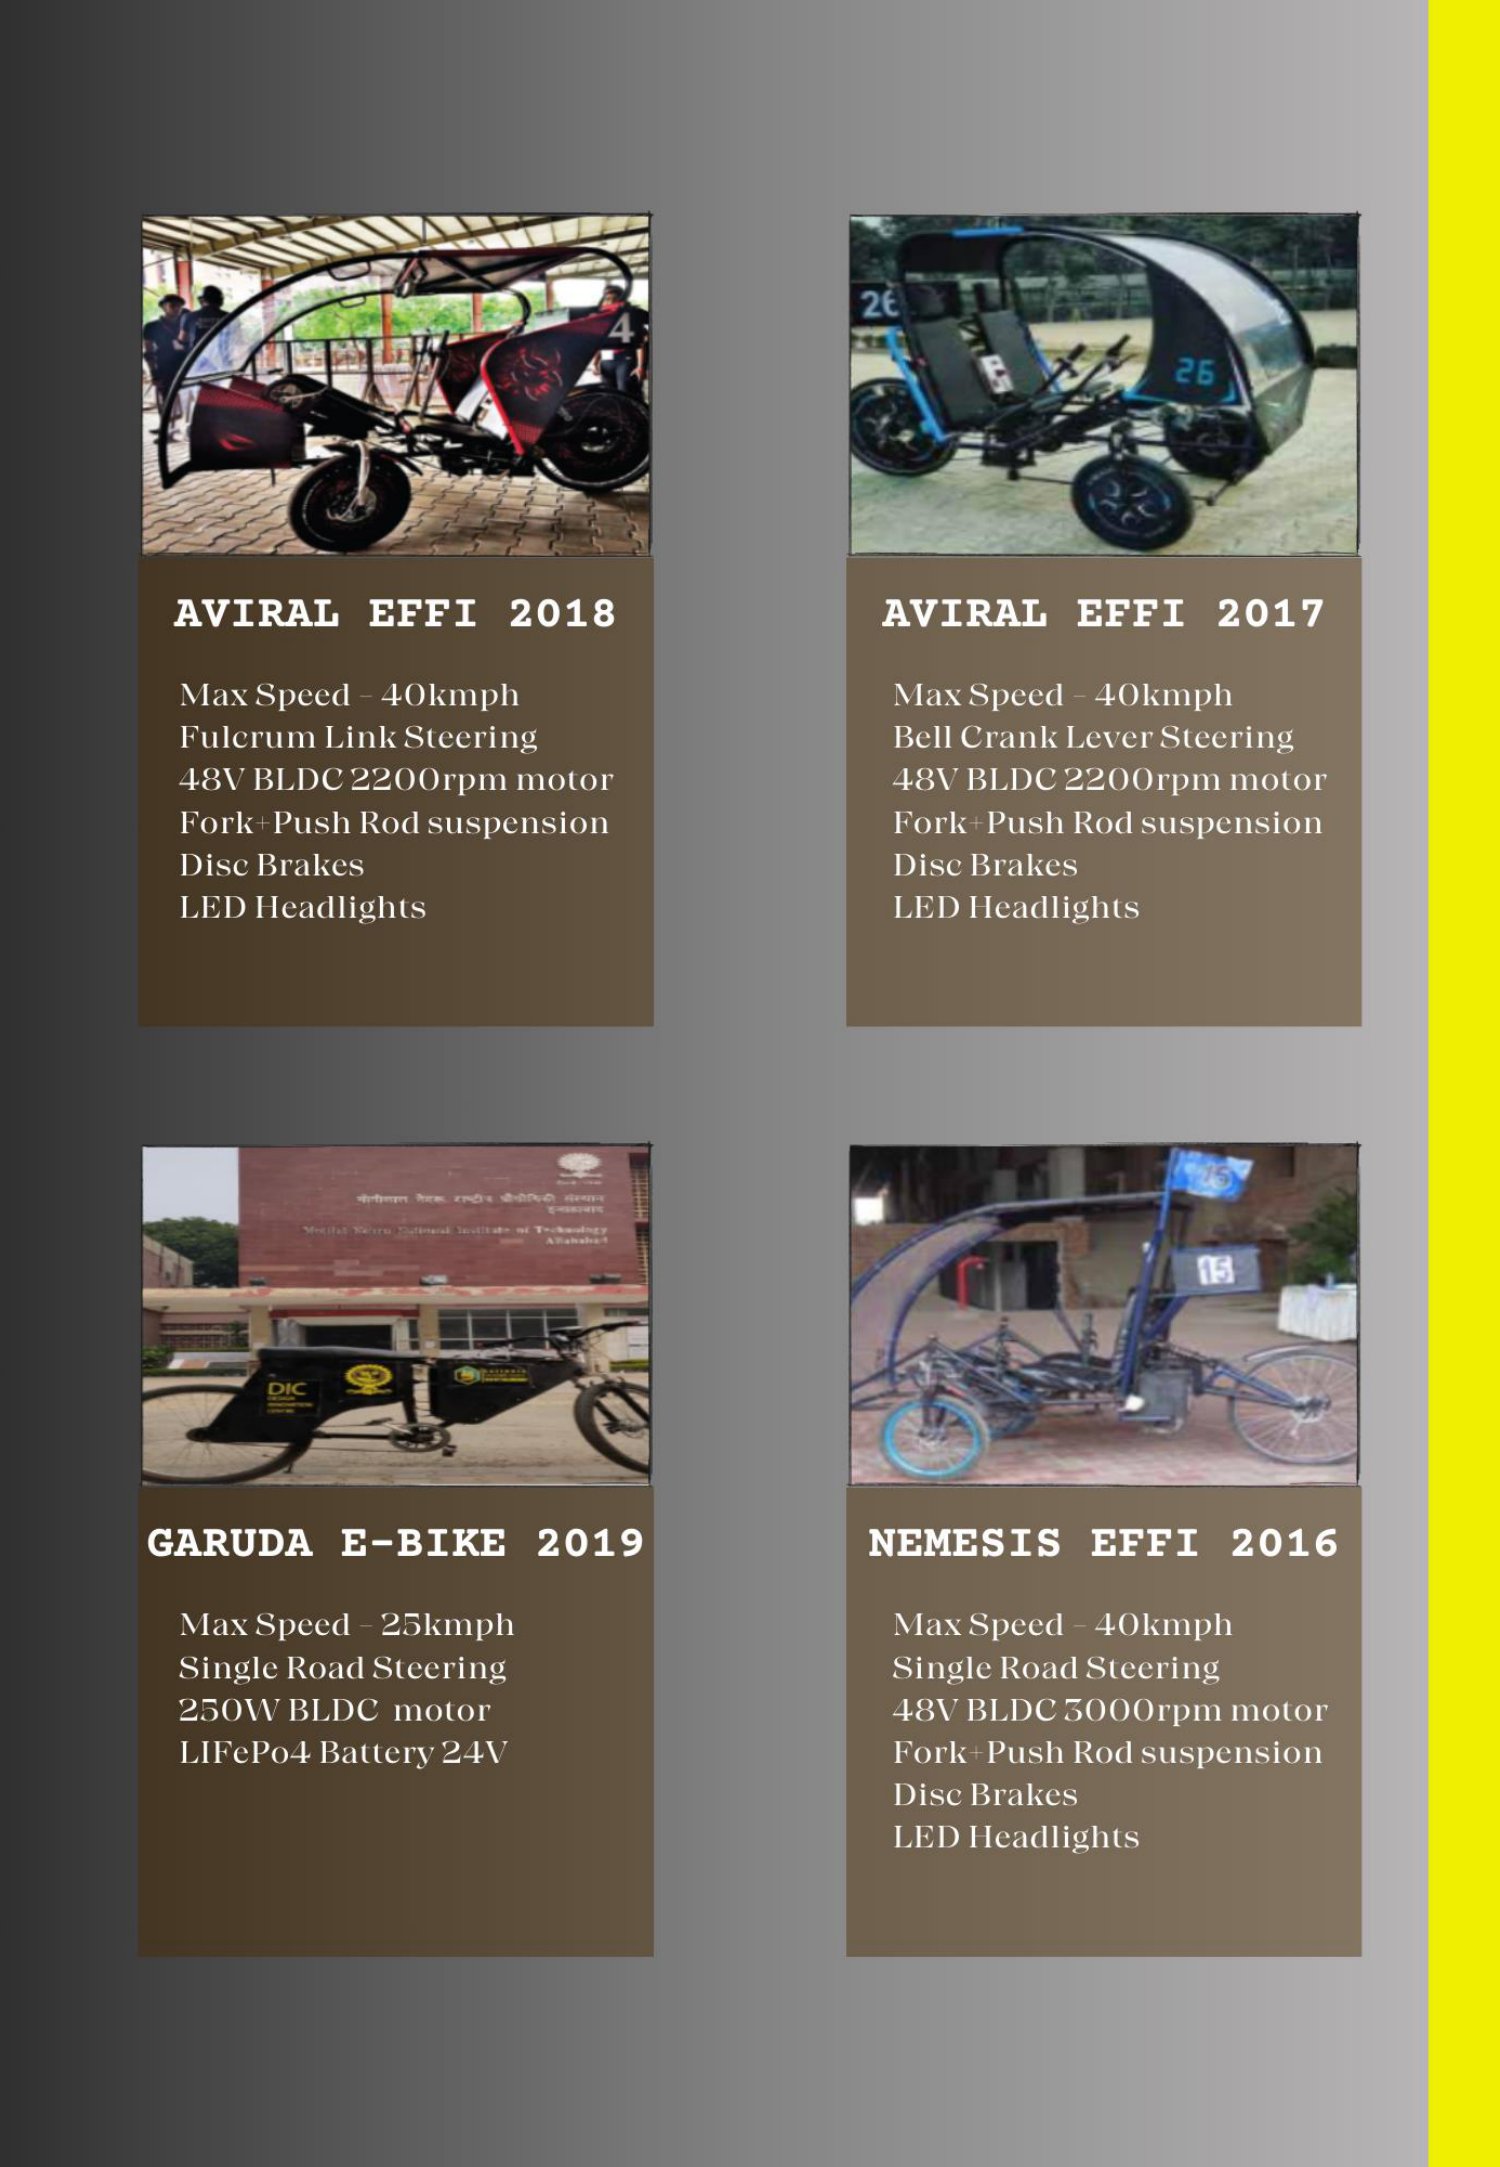 4
26
26
AVIRAL EFFI 2018
Max Speed - 40kmph
Fulcrum Link Steering
48V BLDC 2200rpm motor
Fork+Push Rod suspension
Disc Brakes
LED Headlights
AVIRAL EFFI 2017
Max Speed - 40kmph
Bell Crank Lever Steering
48V BLDC 2200rpm motor
Fork+Push Rod suspension
Disc Brakes
LED Headlights
मोतीलाल नेहरू राष्ट्रीय प्रौद्योगिकी संस्थान
इलाहाबाद
Motilal Nehru National Institute of Technology
Allahabad
DIC
DESIGN
INNOVATION
CENTRE
15
15
GARUDA E-BIKE 2019
Max Speed - 25kmph
Single Road Steering
250W BLDC motor
LIFePo4 Battery 24V
NEMESIS EFFI 2016
Max Speed - 40kmph
Single Road Steering
48V BLDC 3000rpm motor
Fork+Push Rod suspension
Disc Brakes
LED Headlights